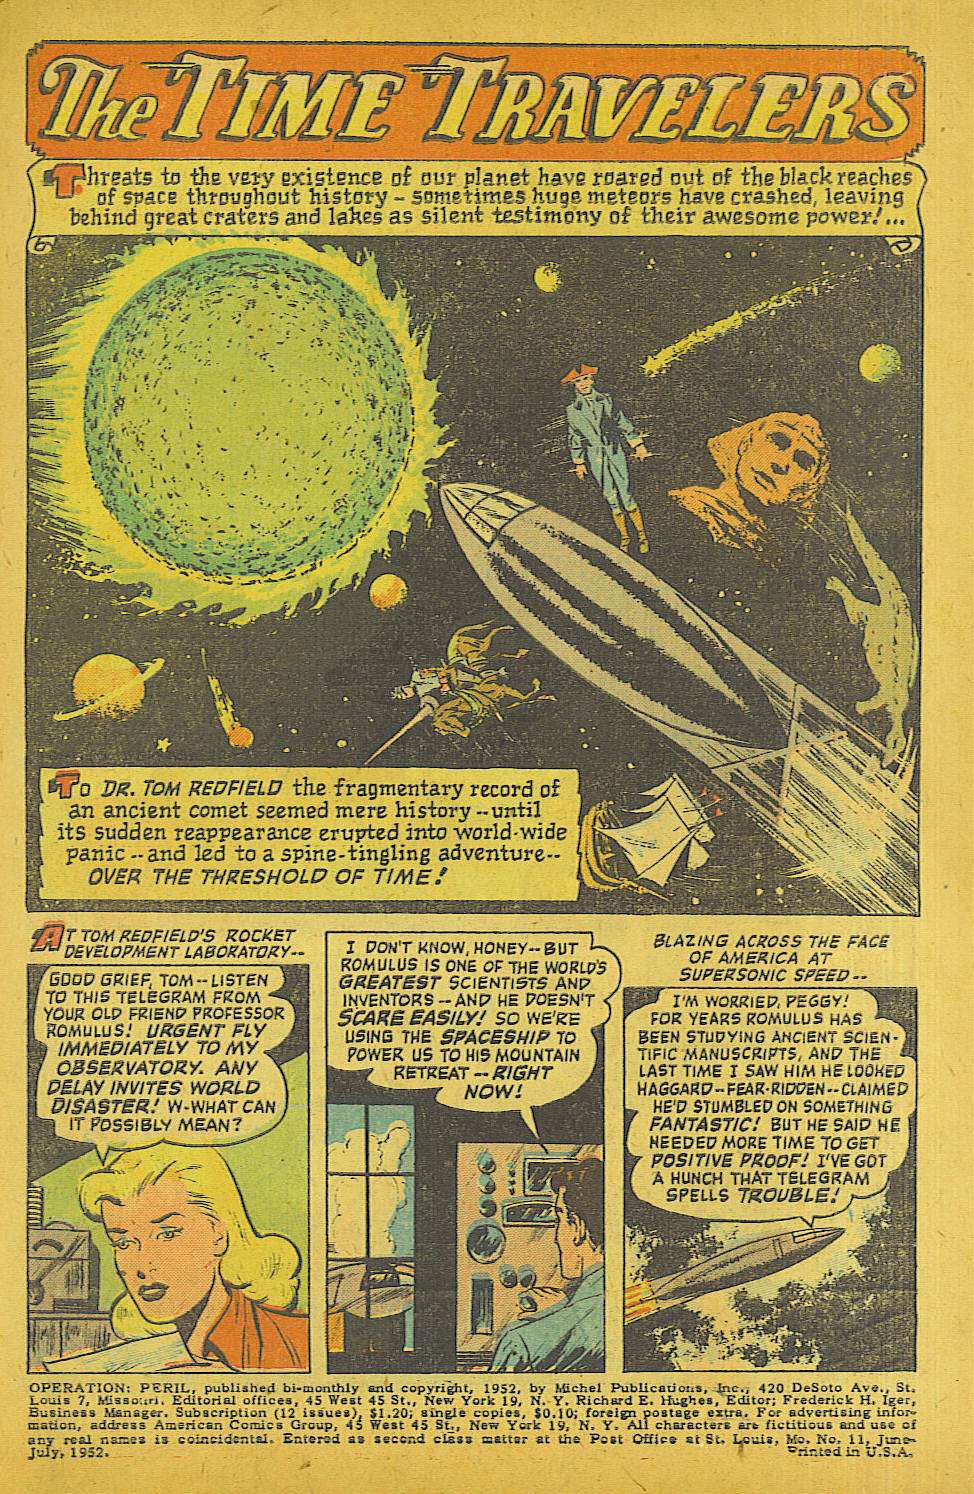 The TIME TRAVELERS
Threats to the very existence of our planet have roared out of the black reaches
of space throughout history - sometimes huge meteors have crashed, leaving
behind great craters and lakes as silent testimony of their awesome power!...
To DR. TOM REDFIELD the fragmentary record of
an ancient comet seemed mere history -- until
its sudden reappearance erupted into world-wide
panic -- and led to a spine-tingling adventure--
OVER THE THRESHOLD OF TIME!
AT TOM REDFIELD'S ROCKET
DEVELOPMENT LABORATORY--
GOOD GRIEF, TOM--LISTEN
TO THIS TELEGRAM FROM
YOUR OLD FRIEND PROFESSOR
ROMULUS! URGENT FLY
IMMEDIATELY TO MY
OBSERVATORY. ANY
DELAY INVITES WORLD
DISASTER! W-WHAT CAN
IT POSSIBLY MEAN?
I DON'T KNOW, HONEY--BUT
ROMULUS IS ONE OF THE WORLD'S
GREATEST SCIENTISTS AND
INVENTORS--AND HE DOESN'T
SCARE EASILY! SO WE'RE
USING THE SPACESHIP TO
POWER US TO HIS MOUNTAIN
RETREAT--RIGHT
NOW!
BLAZING ACROSS THE FACE
OF AMERICA AT
SUPERSONIC SPEED--
I'M WORRIED, PEGGY!
FOR YEARS ROMULUS HAS
BEEN STUDYING ANCIENT SCIEN-
TIFIC MANUSCRIPTS, AND THE
LAST TIME I SAW HIM HE LOOKED
HAGGARD--FEAR-RIDDEN--CLAIMED
HE'D STUMBLED ON SOMETHING
FANTASTIC! BUT HE SAID HE
NEEDED MORE TIME TO GET
POSITIVE PROOF! I'VE GOT
A HUNCH THAT TELEGRAM
SPELLS TROUBLE!
OPERATION: PERIL, published bi-monthly and copyright, 1952, by Michel Publications, Inc., 420 DeSoto Ave., St.
Louis 7, Missouri. Editorial offices, 45 West 45 St., New York 19, N. Y. Richard E. Hughes, Editor; Frederick H. Iger,
Business Manager. Subscription (12 issues), $1.20; single copies, $0.10; foreign postage extra. For advertising infor-
mation, address American Comics Group, 45 West 45 St., New York 19, N. Y. All characters are fictitious and use of
any real names is coincidental. Entered as second class matter at the Post Office at St. Louis, Mo. No. 11, June-
July, 1952. Printed in U.S.A.